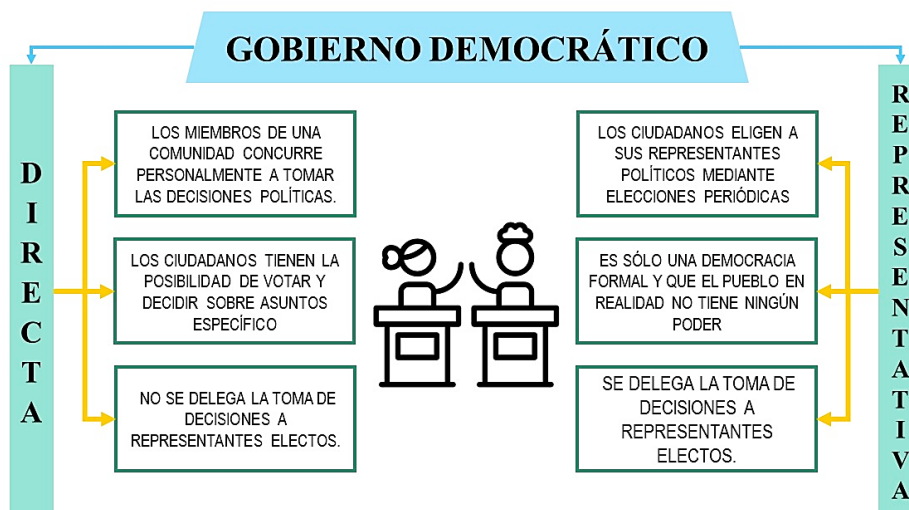 GOBIERNO DEMOCRÁTICO
DIRECTA
LOS MIEMBROS DE UNA
COMUNIDAD CONCURRE
PERSONALMENTE A TOMAR
LAS DECISIONES POLÍTICAS.
LOS CIUDADANOS TIENEN LA
POSIBILIDAD DE VOTAR Y
DECIDIR SOBRE ASUNTOS
ESPECÍFICO
NO SE DELEGA LA TOMA DE
DECISIONES A
REPRESENTANTES ELECTOS.
REPRESENTATIVA
LOS CIUDADANOS ELIGEN A
SUS REPRESENTANTES
POLÍTICOS MEDIANTE
ELECCIONES PERIÓDICAS
ES SÓLO UNA DEMOCRACIA
FORMAL Y QUE EL PUEBLO EN
REALIDAD NO TIENE NINGÚN
PODER
SE DELEGA LA TOMA DE
DECISIONES A
REPRESENTANTES
ELECTOS.